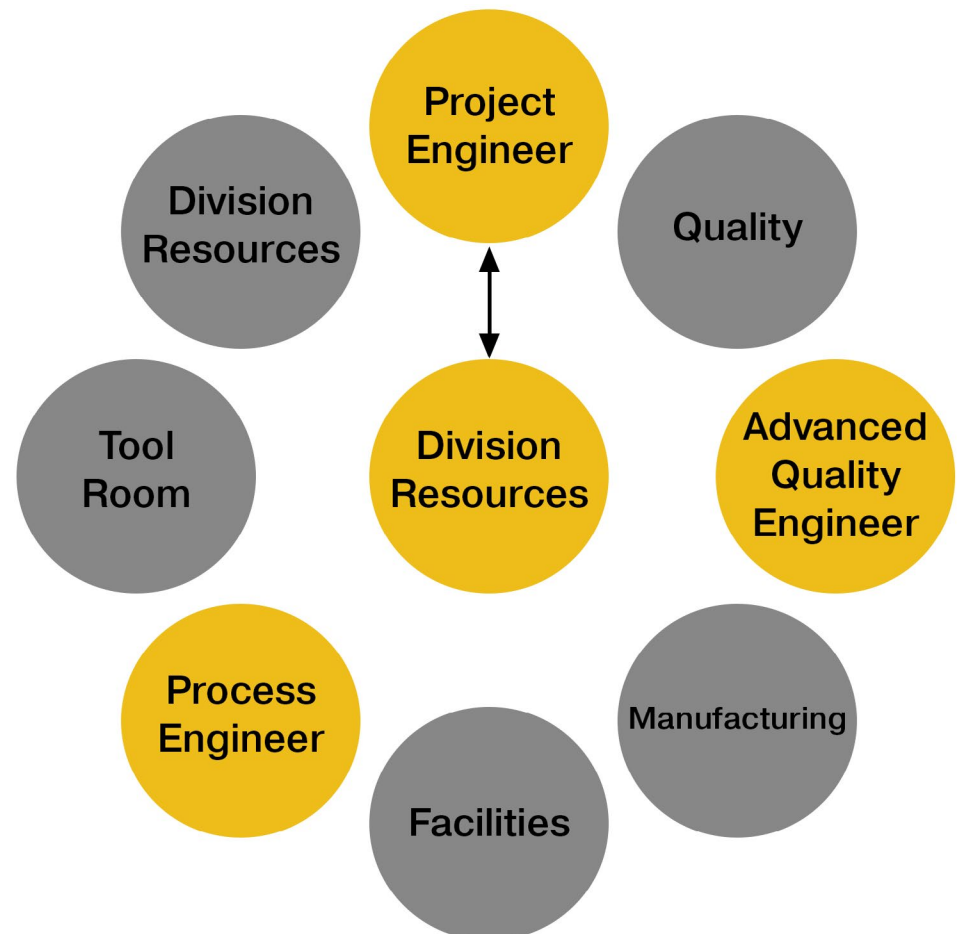 Project
Engineer
Division
Resources
Quality
Tool
Room
Division
Resources
Advanced
Quality
Engineer
Process
Engineer
Manufacturing
Facilities